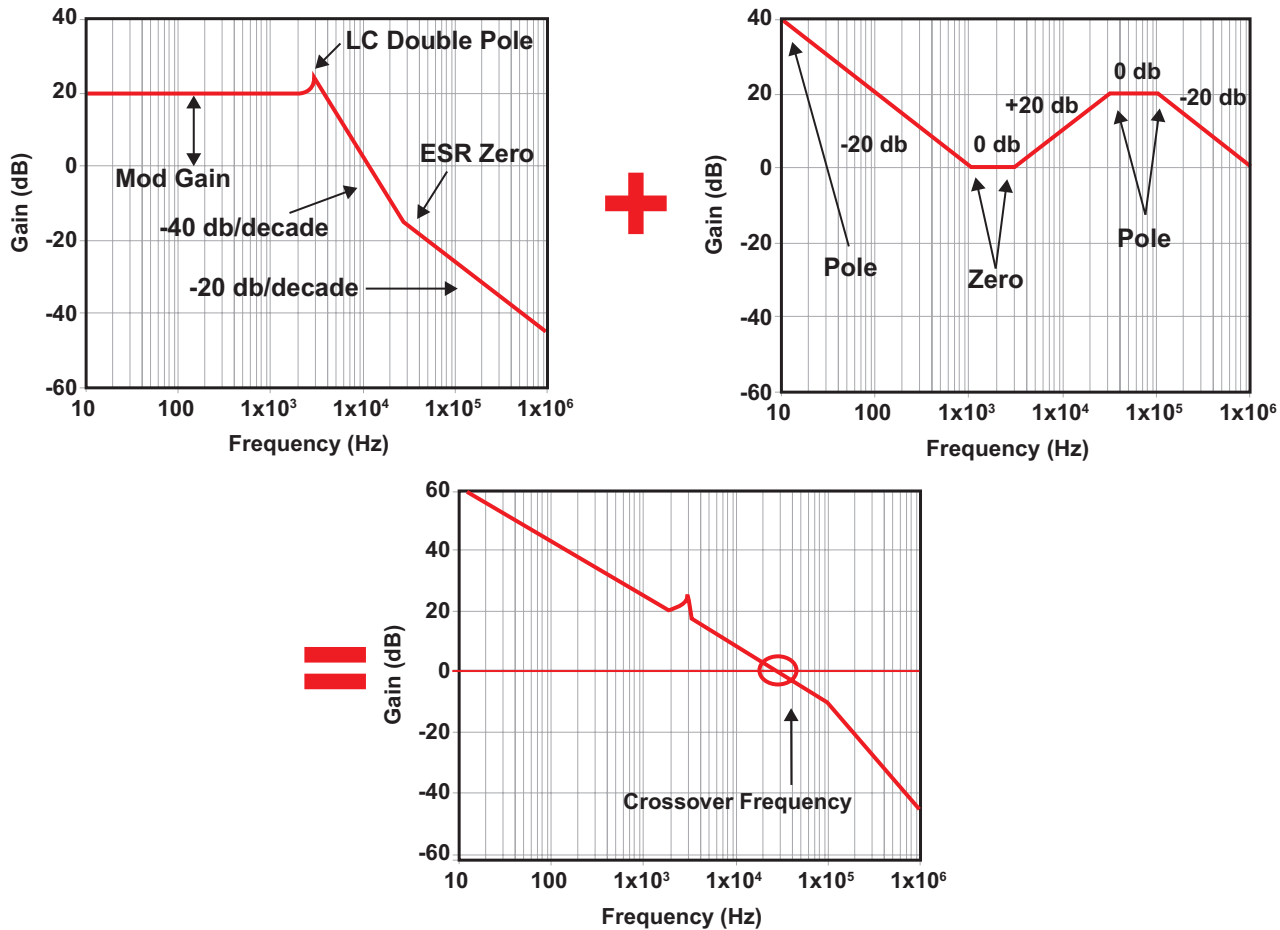 40
20
0
-20
-40
-60
Gain (dB)
LC Double Pole
ESR Zero
Mod Gain
-40 db/decade
-20 db/decade
10 100 1x10³ 1x10⁴ 1x10⁵ 1x10⁶
Frequency (Hz)
40
20
0
-20
-40
-60
Gain (dB)
0 db
+20 db
-20 db
-20 db
0 db
Pole
Zero
Pole
10 100 1x10³ 1x10⁴ 1x10⁵ 1x10⁶
Frequency (Hz)
60
40
20
0
-20
-40
-60
Gain (dB)
Crossover Frequency
10 100 1x10³ 1x10⁴ 1x10⁵ 1x10⁶
Frequency (Hz)